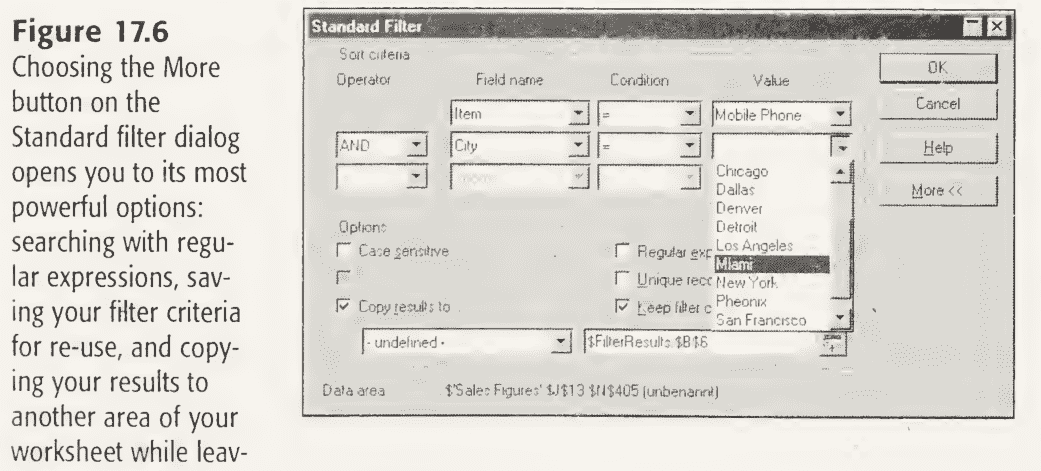 Figure 17.6
Choosing the More
button on the
Standard filter dialog
opens you to its most
powerful options:
searching with regu-
lar expressions, sav-
ing your filter criteria
for re-use, and copy-
ing your results to
another area of your
worksheet while leav-
Standard Filter
Sort criteria
Operator Field name Condition Value
Item = Mobile Phone
AND City =
Chicago
Dallas
Denver
Detroit
Los Angeles
Miami
New York
Pheonix
San Francisco
OK
Cancel
Help
More <<
Options
Case sensitive Regular exp
Unique reco
Copy results to Keep filter c
- undefined - $FilterResults.$B$6
Data area $'Sales Figures'.$J$13:$N$405 (unbenannt)